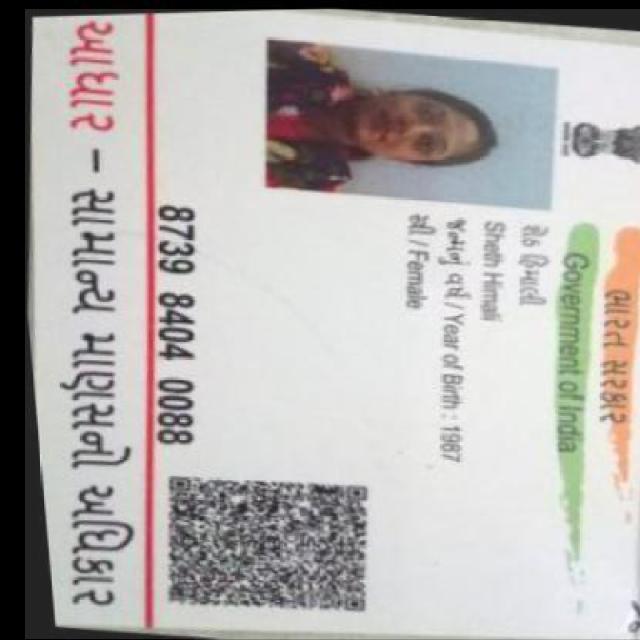 ભારત સરકાર
Government of India
શેઠ હિમાલી
Sheth Himali
જન્મનું વર્ષ / Year of Birth : 1987
સ્ત્રી / Female
8739 8404 0088
આધાર – સામાન્ય માણસનો અધિકાર